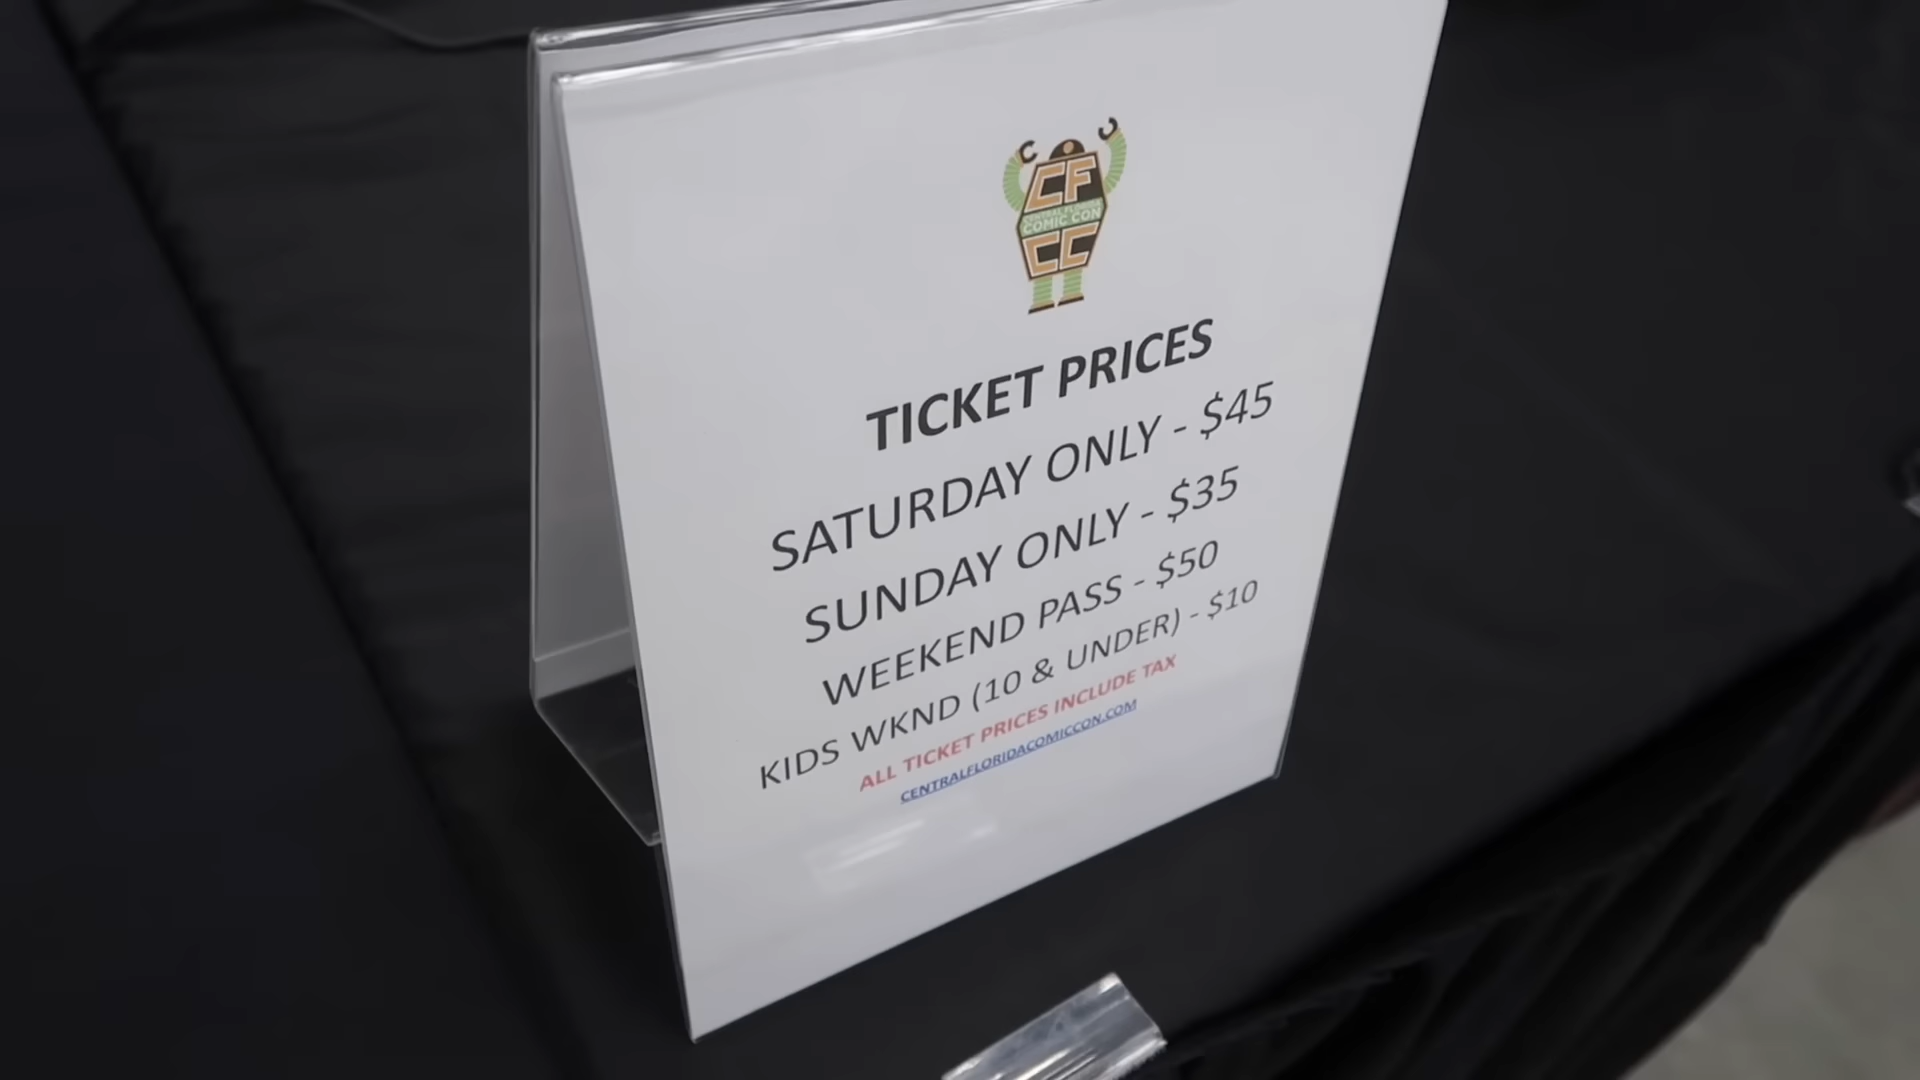 C C
CF
CENTRAL FLORIDA
COMIC CON
CC
TICKET PRICES
SATURDAY ONLY - $45
SUNDAY ONLY - $35
WEEKEND PASS - $50
KIDS WKND (10 & UNDER) - $10
ALL TICKET PRICES INCLUDE TAX
CENTRALFLORIDACOMICCON.COM